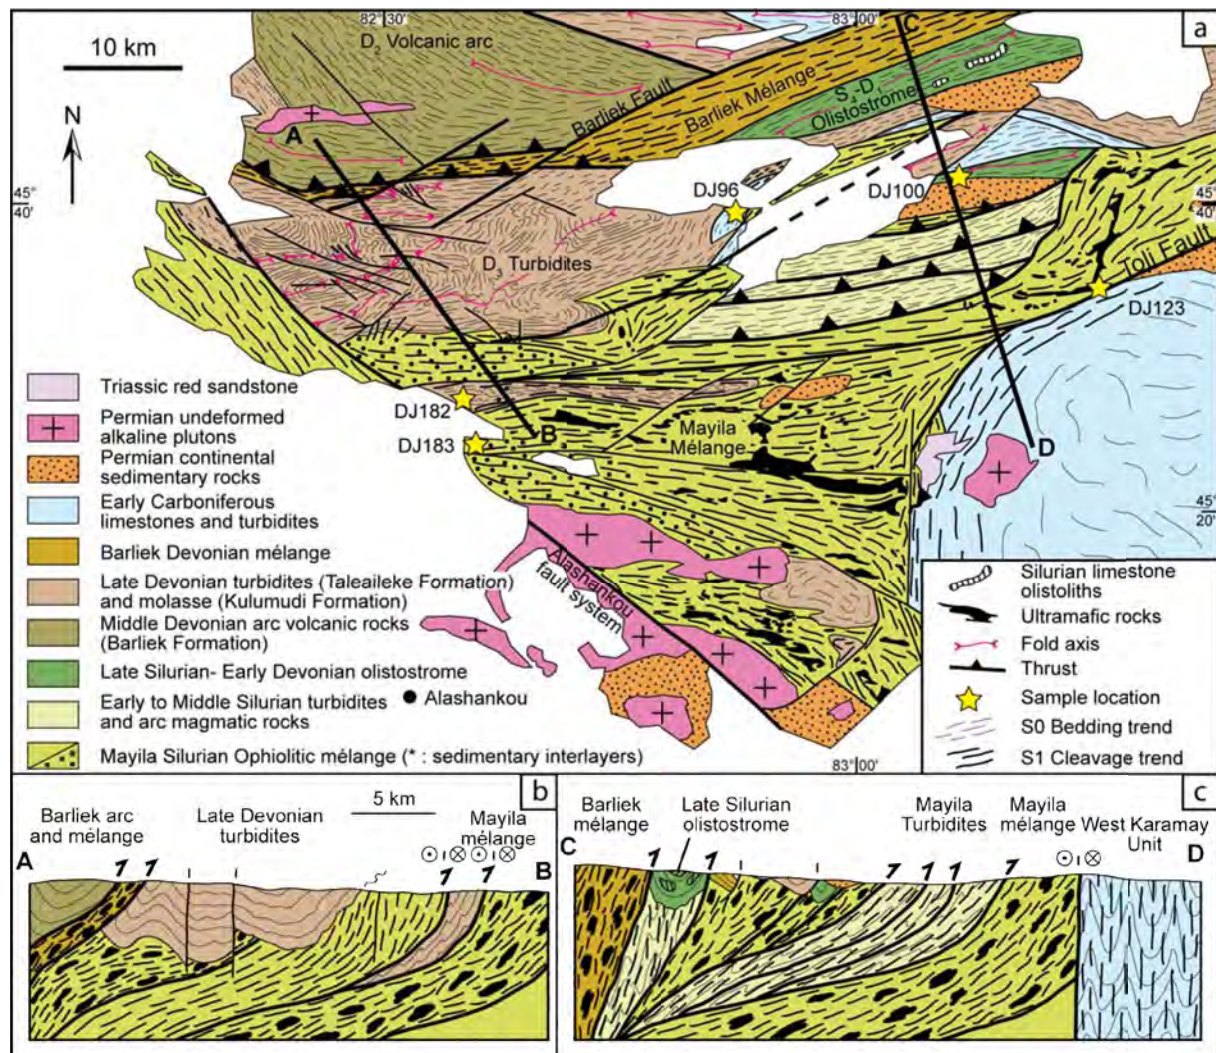 a
10 km
N
82°30'
83°00'
C
D2 Volcanic arc
A
Barliek Fault
Barliek Mélange
S4-D1
Olistostrome
45°
40'
45°
40'
DJ96
DJ100
D3 Turbidites
Toli Fault
DJ123
DJ182
DJ183
B
Mayila
Mélange
D
45°
20'
Alashankou
fault system
Alashankou
83°00'
Triassic red sandstone
Permian undeformed
alkaline plutons
Permian continental
sedimentary rocks
Early Carboniferous
limestones and turbidites
Barliek Devonian mélange
Late Devonian turbidites (Taleaileke Formation)
and molasse (Kulumudi Formation)
Middle Devonian arc volcanic rocks
(Barliek Formation)
Late Silurian- Early Devonian olistostrome
Early to Middle Silurian turbidites
and arc magmatic rocks
Mayila Silurian Ophiolitic mélange (* : sedimentary interlayers)
Silurian limestone
olistoliths
Ultramafic rocks
Fold axis
Thrust
Sample location
S0 Bedding trend
S1 Cleavage trend
b
5 km
Barliek arc
and mélange
Late Devonian
turbidites
Mayila
mélange
A
B
c
Barliek
mélange
Late Silurian
olistostrome
Mayila
Turbidites
Mayila
mélange
West Karamay
Unit
C
D